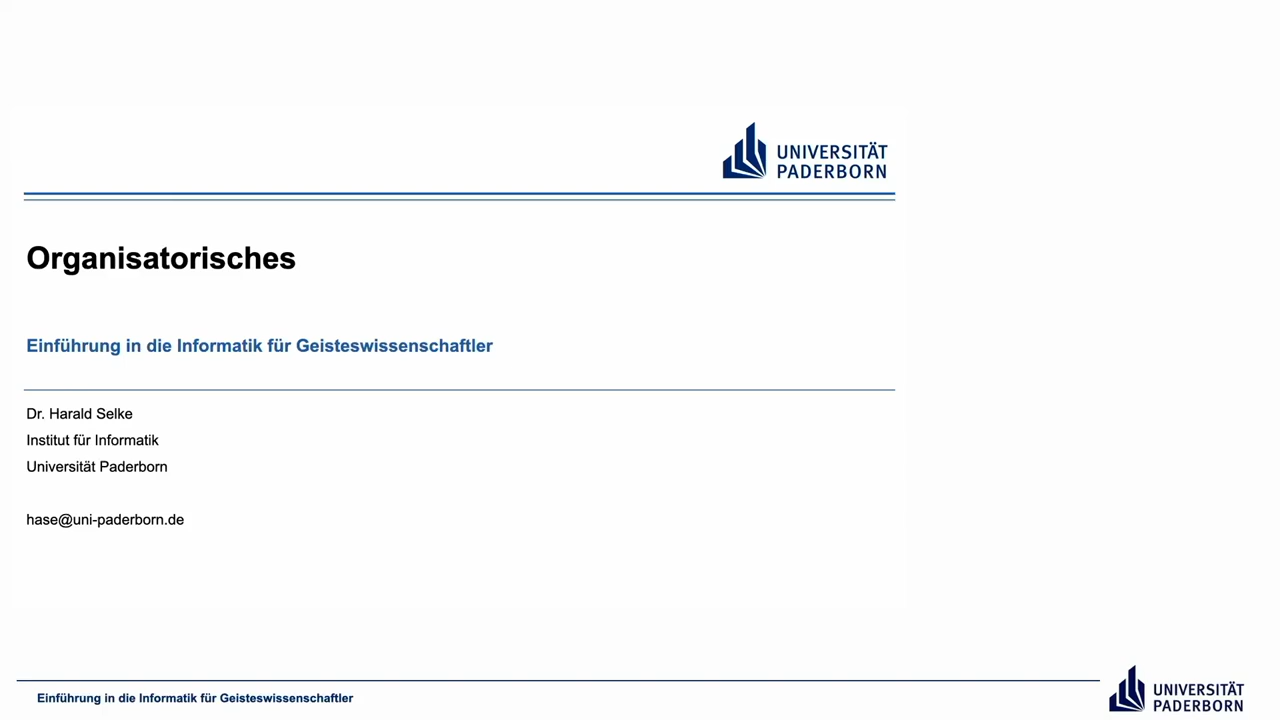 UNIVERSITÄT
PADERBORN
Organisatorisches
Einführung in die Informatik für Geisteswissenschaftler
Dr. Harald Selke
Institut für Informatik
Universität Paderborn
hase@uni-paderborn.de
Einführung in die Informatik für Geisteswissenschaftler
UNIVERSITÄT
PADERBORN